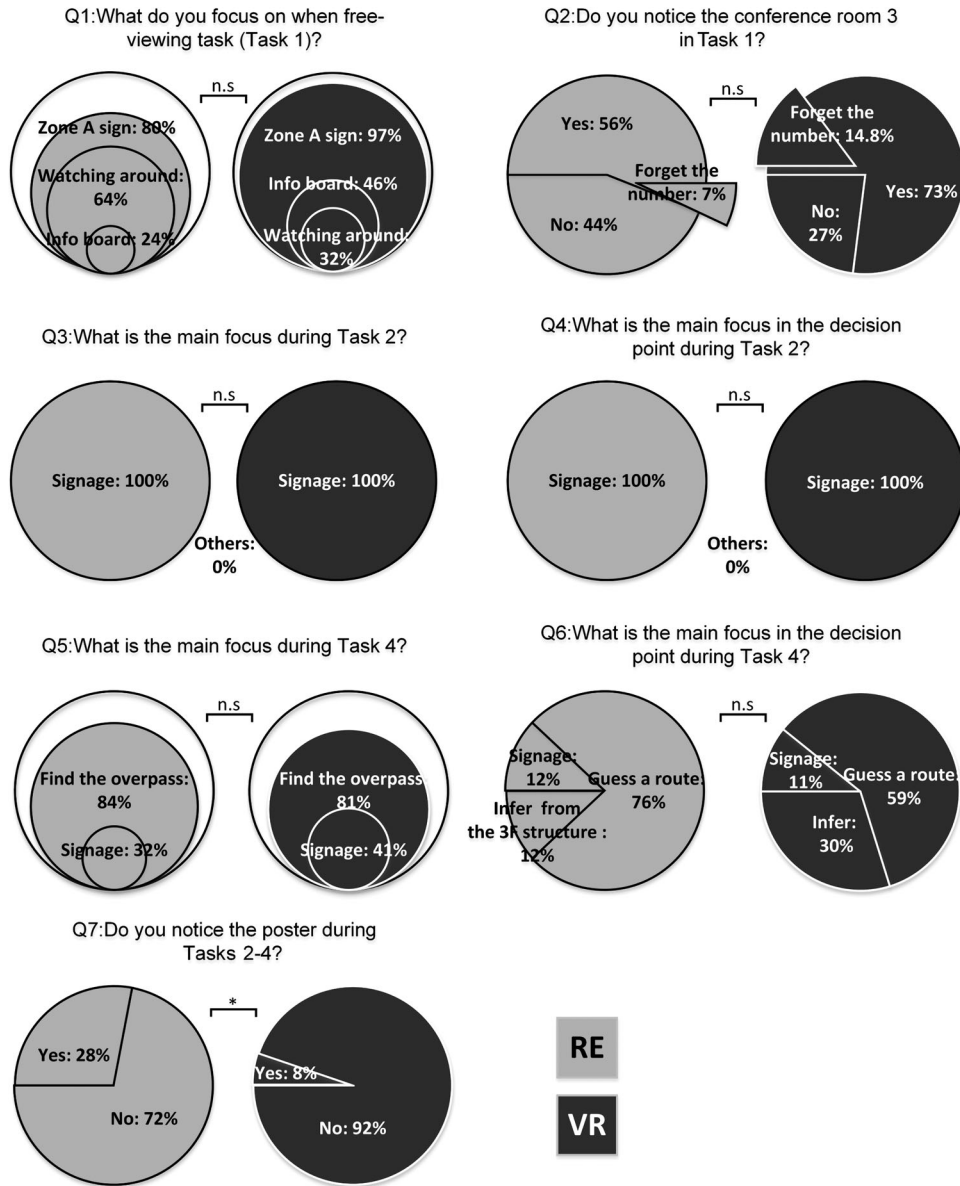 Q1:What do you focus on when free-
viewing task (Task 1)?
n.s
Zone A sign: 80%
Watching around:
64%
Info board: 24%
Zone A sign: 97%
Info board: 46%
Watching around:
32%
Q2:Do you notice the conference room 3
in Task 1?
n.s
Yes: 56%
Forget the
number: 7%
No: 44%
Forget the
number: 14.8%
Yes: 73%
No:
27%
Q3:What is the main focus during Task 2?
n.s
Signage: 100%
Signage: 100%
Others:
0%
Q4:What is the main focus in the decision
point during Task 2?
n.s
Signage: 100%
Signage: 100%
Others:
0%
Q5:What is the main focus during Task 4?
n.s
Find the overpass:
84%
Signage: 32%
Find the overpass:
81%
Signage: 41%
Q6:What is the main focus in the decision
point during Task 4?
n.s
Signage:
12%
Guess a route:
76%
Infer from
the 3F structure :
12%
Signage:
11%
Guess a route:
59%
Infer:
30%
Q7:Do you notice the poster during
Tasks 2-4?
*
Yes: 28%
No: 72%
Yes: 8%
No: 92%
RE
VR